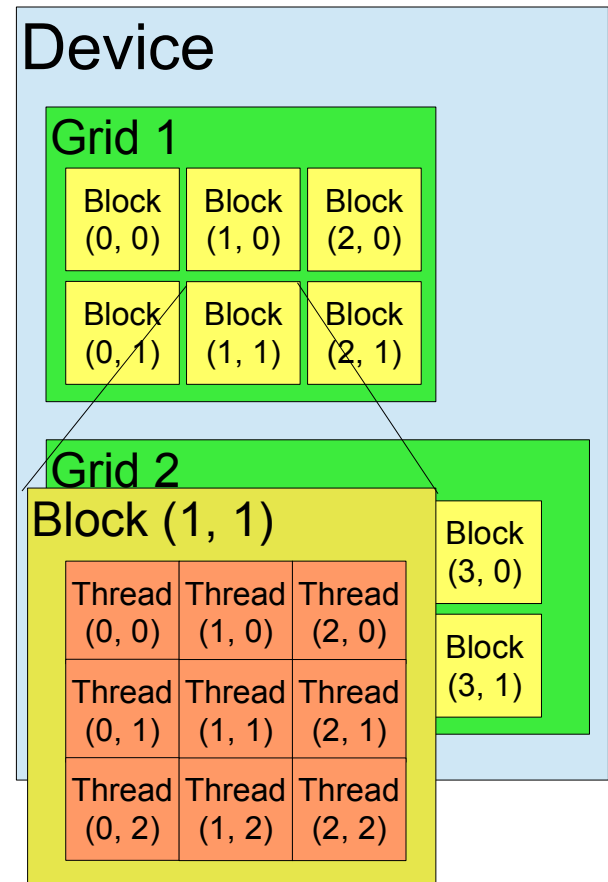 Device
Grid 1
Block Block Block
(0, 0) (1, 0) (2, 0)
Block Block Block
(0, 1) (1, 1) (2, 1)
Grid 2
Block (1, 1)
Block
(3, 0)
Block
(3, 1)
Thread Thread Thread
(0, 0) (1, 0) (2, 0)
Thread Thread Thread
(0, 1) (1, 1) (2, 1)
Thread Thread Thread
(0, 2) (1, 2) (2, 2)